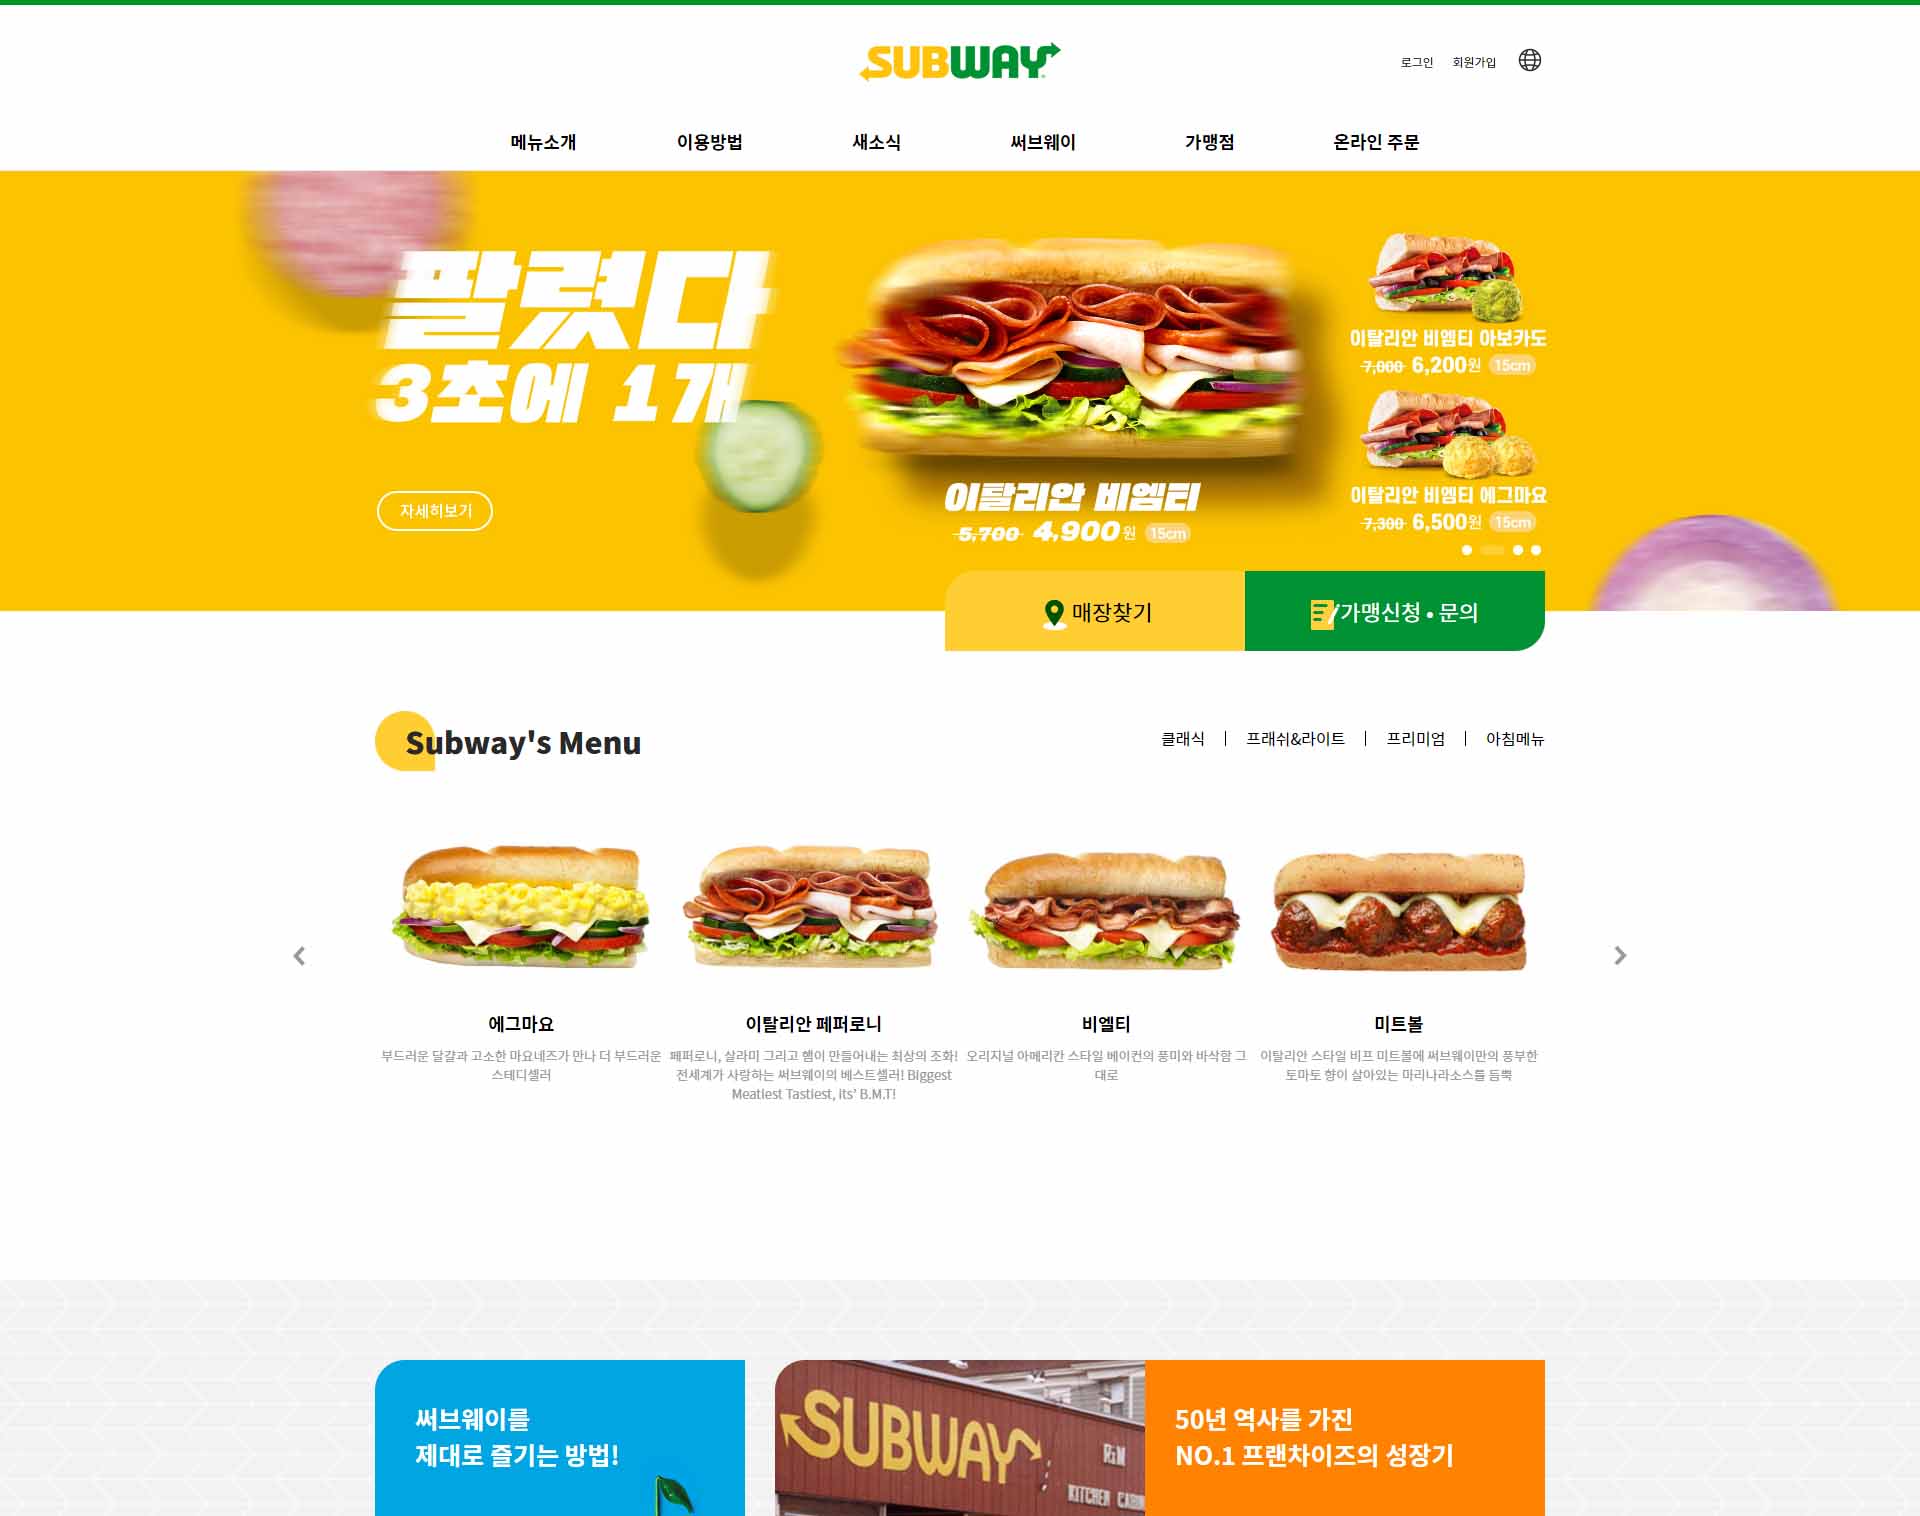 SUBWAY
로그인 회원가입
메뉴소개 이용방법 새소식 써브웨이 가맹점 온라인 주문
팔렸다
3초에 1개
자세히보기
이탈리안 비엠티
5,700 4,900원 15cm
이탈리안 비엠티 아보카도
7,000 6,200원 15cm
이탈리안 비엠티 에그마요
7,300 6,500원 15cm
매장찾기
가맹신청 • 문의
Subway's Menu
클래식 | 프래쉬&라이트 | 프리미엄 | 아침메뉴
에그마요
부드러운 달걀과 고소한 마요네즈가 만나 더 부드러운
스테디셀러
이탈리안 페퍼로니
페퍼로니, 살라미 그리고 햄이 만들어내는 최상의 조화!
전세계가 사랑하는 써브웨이의 베스트셀러! Biggest
Meatiest Tastiest, its' B.M.T!
비엘티
오리지널 아메리칸 스타일 베이컨의 풍미와 바삭함 그
대로
미트볼
이탈리안 스타일 비프 미트볼에 써브웨이만의 풍부한
토마토 향이 살아있는 마리나라소스를 듬뿍
써브웨이를
제대로 즐기는 방법!
SUBWAY
R&M
KITCHEN CABIN
50년 역사를 가진
NO.1 프랜차이즈의 성장기